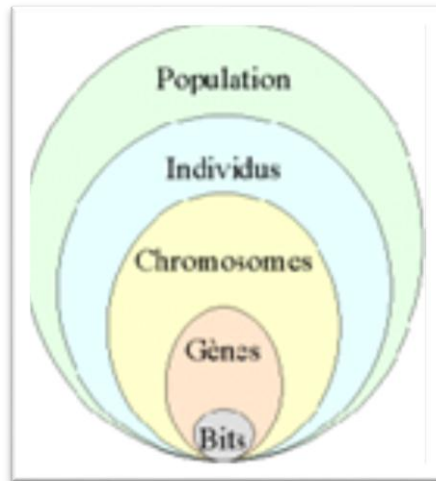 Population
Individus
Chromosomes
Gènes
Bits